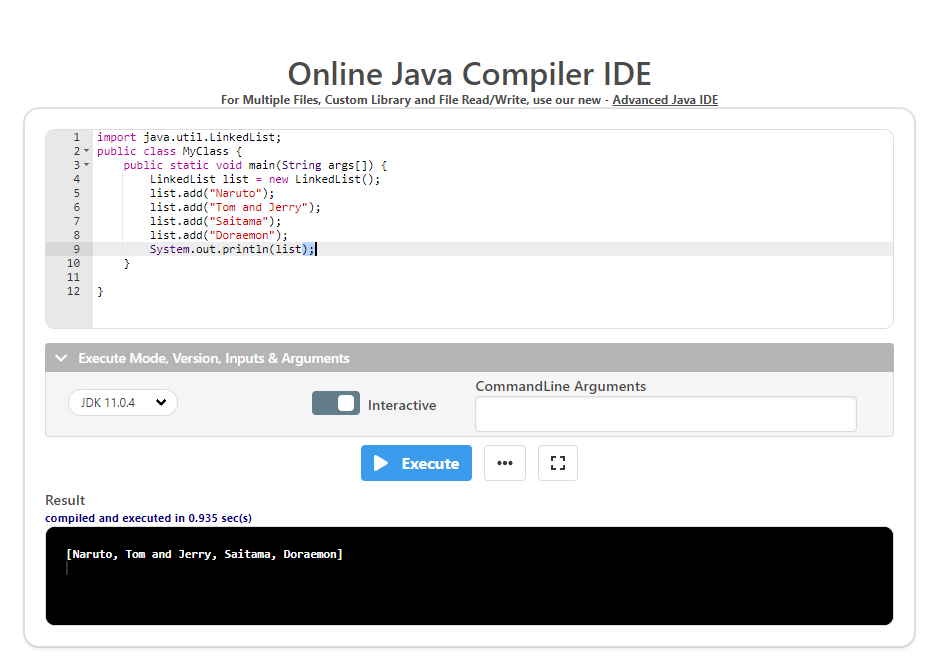 Online Java Compiler IDE
For Multiple Files, Custom Library and File Read/Write, use our new - Advanced Java IDE
1 import java.util.LinkedList;
2 public class MyClass {
3 public static void main(String args[]) {
4 LinkedList list = new LinkedList();
5 list.add("Naruto");
6 list.add("Tom and Jerry");
7 list.add("Saitama");
8 list.add("Doraemon");
9 System.out.println(list);
10 }
11
12 }
Execute Mode, Version, Inputs & Arguments
JDK 11.0.4
Interactive
CommandLine Arguments
Execute
•••
Result
compiled and executed in 0.935 sec(s)
[Naruto, Tom and Jerry, Saitama, Doraemon]